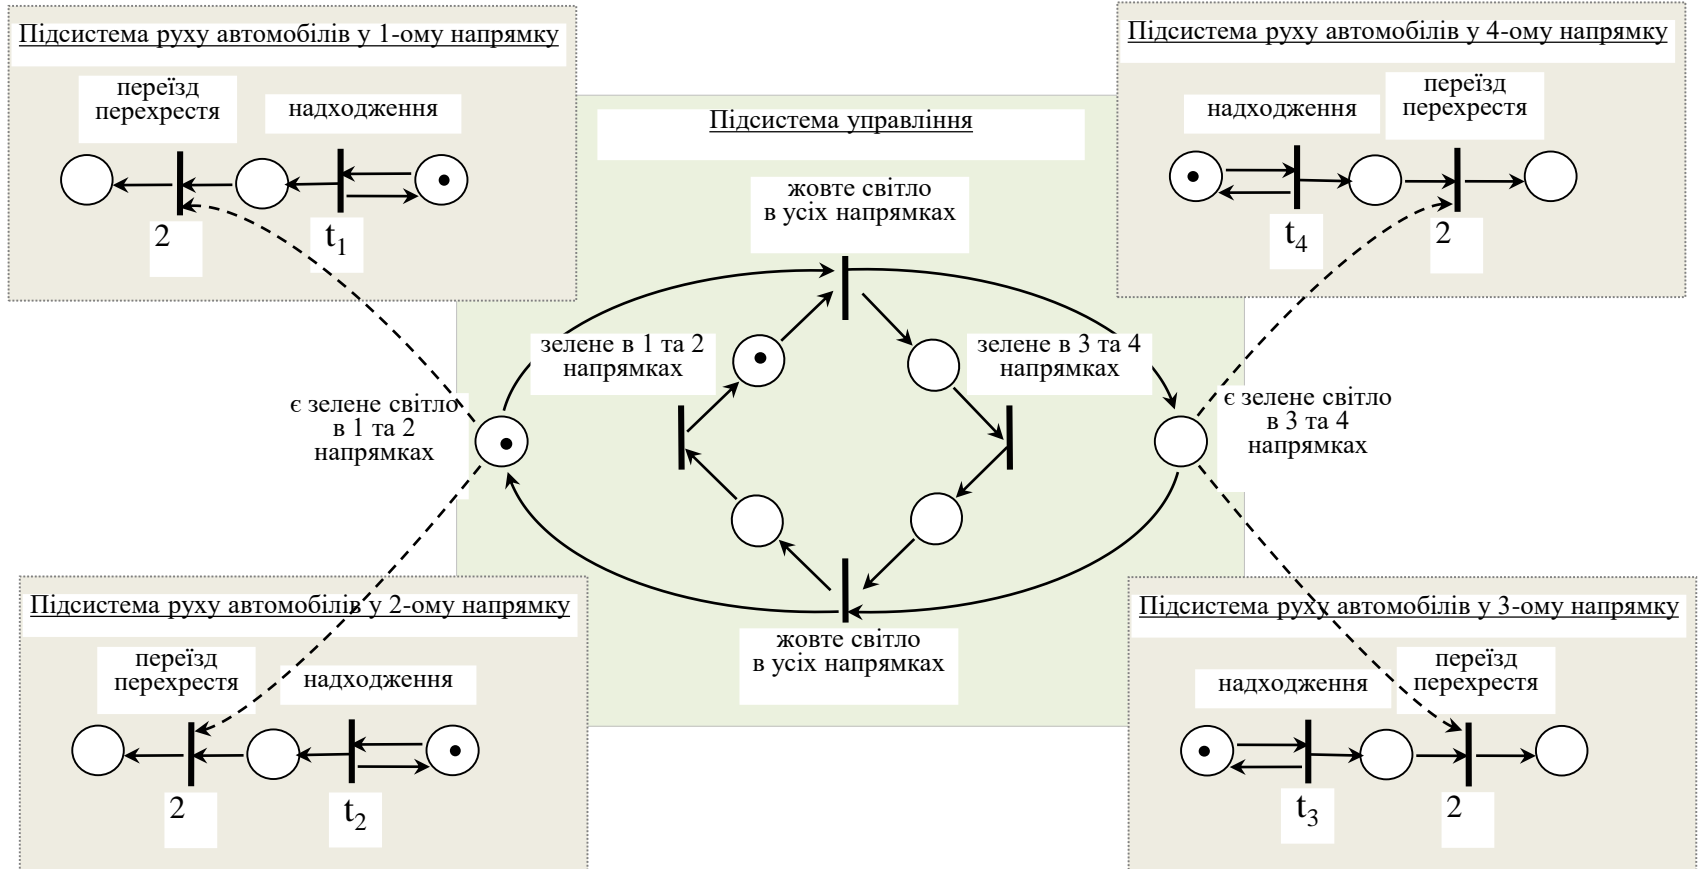 Підсистема руху автомобілів у 1-ому напрямку
переїзд
перехрестя
надходження
2
t1
Підсистема руху автомобілів у 4-ому напрямку
надходження
переїзд
перехрестя
t4
2
Підсистема управління
жовте світло
в усіх напрямках
зелене в 1 та 2
напрямках
зелене в 3 та 4
напрямках
є зелене світло
в 1 та 2
напрямках
є зелене світло
в 3 та 4
напрямках
жовте світло
в усіх напрямках
Підсистема руху автомобілів у 2-ому напрямку
переїзд
перехрестя
надходження
2
t2
Підсистема руху автомобілів у 3-ому напрямку
надходження
переїзд
перехрестя
t3
2